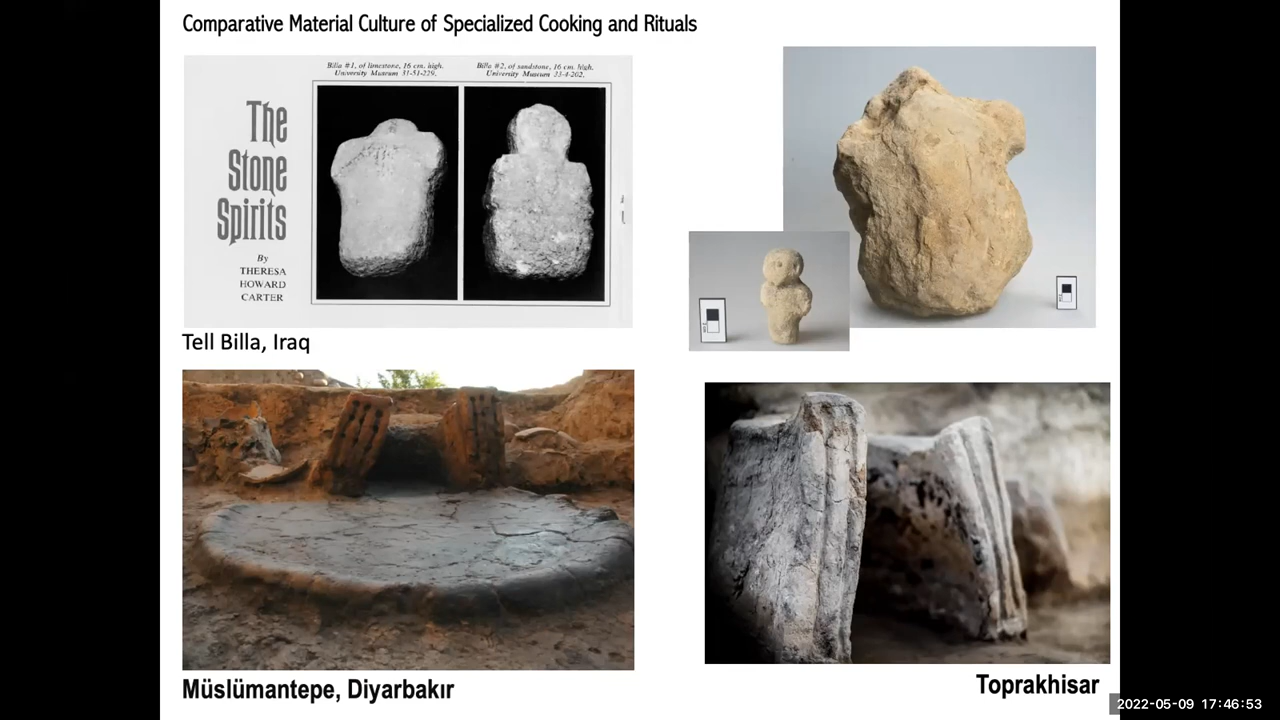 Comparative Material Culture of Specialized Cooking and Rituals
Billa #1, of limestone, 16 cm. high.
University Museum 31-51-229,
Billa #2, of sandstone, 16 cm. high.
University Museum 33-4-202,
The
Stone
Spirits
By
THERESA
HOWARD
CARTER
Tell Billa, Iraq
Müslümantepe, Diyarbakır
Toprakhisar
2022-05-09 17:46:53